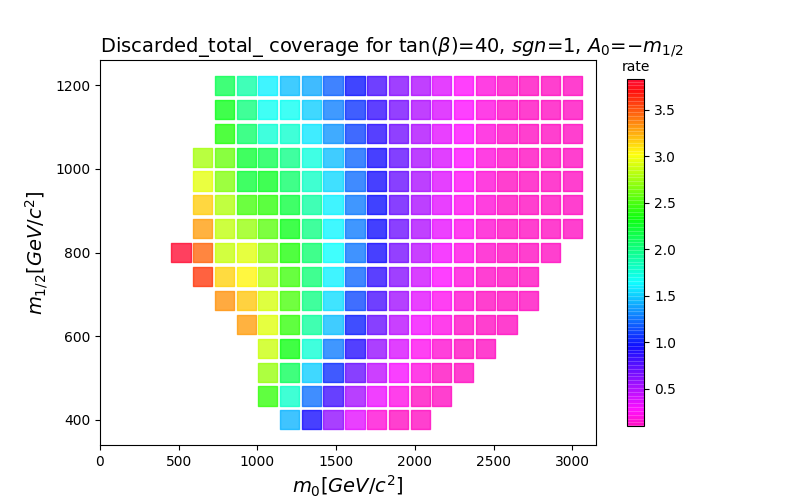 Discarded_total_ coverage for tan(β)=40, sgn=1, A₀=−m₁/₂
rate
1200
1000
800
600
400
m₁/₂[GeV/c²]
0 500 1000 1500 2000 2500 3000
m₀[GeV/c²]
3.5
3.0
2.5
2.0
1.5
1.0
0.5